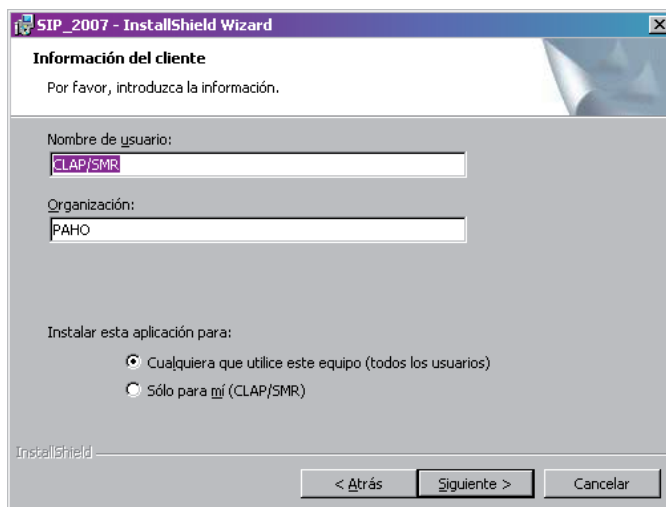 SIP_2007 - InstallShield Wizard
Información del cliente
Por favor, introduzca la información.
Nombre de usuario:
CLAP/SMR
Organización:
PAHO
Instalar esta aplicación para:
Cualquiera que utilice este equipo (todos los usuarios)
Sólo para mí (CLAP/SMR)
InstallShield
< Atrás Siguiente > Cancelar